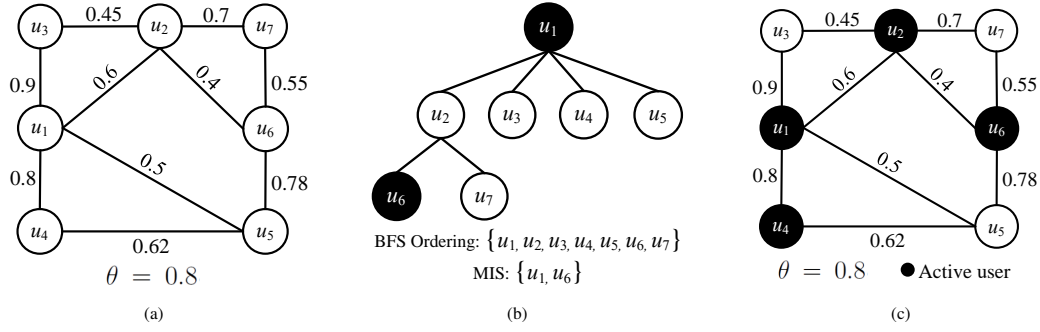 u3 0.45 u2 0.7 u7
0.9 0.6 0.4 0.55
u1 u6
0.8 0.5 0.78
u4 0.62 u5
θ = 0.8
(a)
u1
u2 u3 u4 u5
u6 u7
BFS Ordering: {u1, u2, u3, u4, u5, u6, u7}
MIS: {u1, u6}
(b)
u3 0.45 u2 0.7 u7
0.9 0.6 0.4 0.55
u1 u6
0.8 0.5 0.78
u4 0.62 u5
θ = 0.8 Active user
(c)